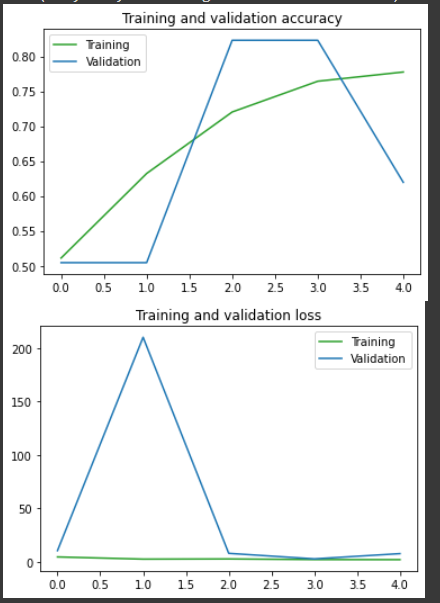 Training and validation accuracy
Training
Validation
0.80
0.75
0.70
0.65
0.60
0.55
0.50
0.0 0.5 1.0 1.5 2.0 2.5 3.0 3.5 4.0
Training and validation loss
Training
Validation
200
150
100
50
0
0.0 0.5 1.0 1.5 2.0 2.5 3.0 3.5 4.0